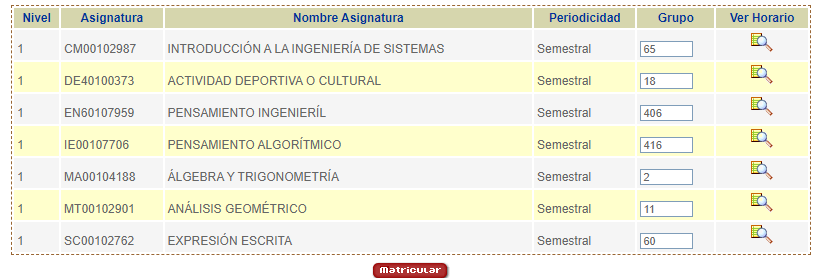 Nivel Asignatura Nombre Asignatura Periodicidad Grupo Ver Horario
1 CM00102987 INTRODUCCIÓN A LA INGENIERÍA DE SISTEMAS Semestral 65
1 DE40100373 ACTIVIDAD DEPORTIVA O CULTURAL Semestral 18
1 EN60107959 PENSAMIENTO INGENIERÍL Semestral 406
1 IE00107706 PENSAMIENTO ALGORÍTMICO Semestral 416
1 MA00104188 ÁLGEBRA Y TRIGONOMETRÍA Semestral 2
1 MT00102901 ANÁLISIS GEOMÉTRICO Semestral 11
1 SC00102762 EXPRESIÓN ESCRITA Semestral 60
Matricular